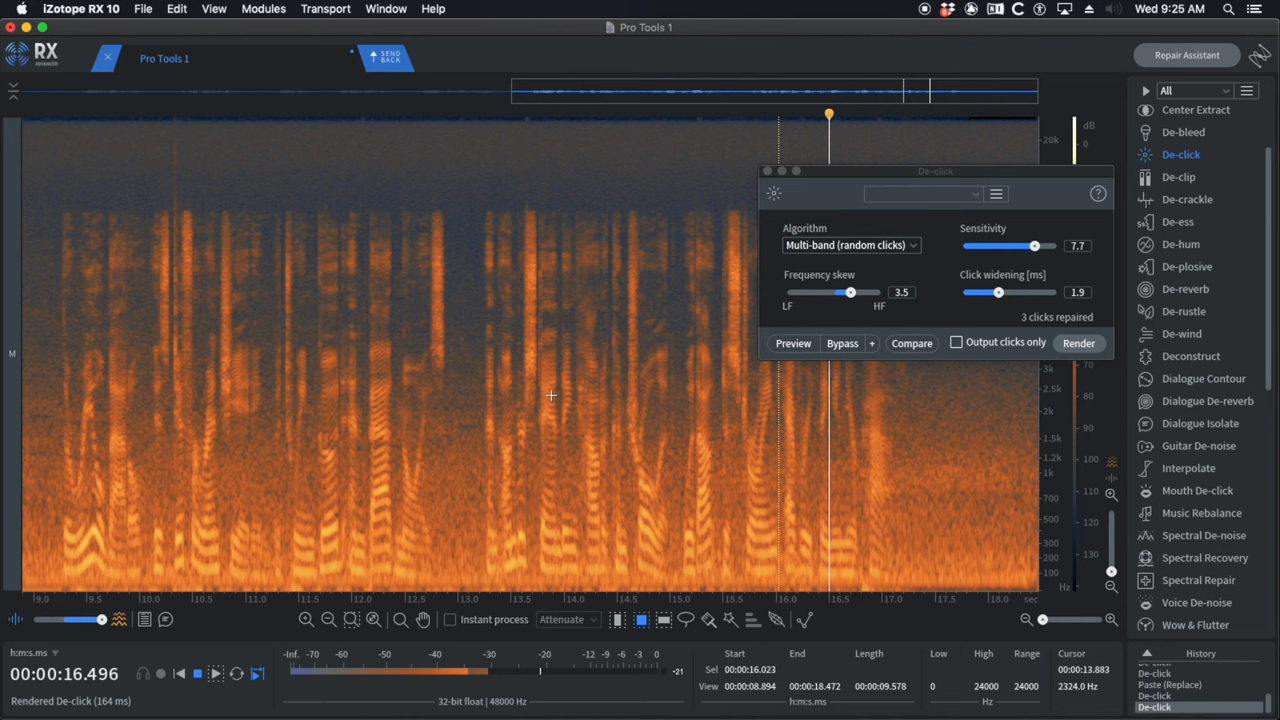 iZotope RX 10 File Edit View Modules Transport Window Help Wed 9:25 AM
Pro Tools 1
RX
ADVANCED
Pro Tools 1
SEND
BACK
Repair Assistant
All
Center Extract
De-bleed
De-click
De-clip
De-crackle
De-ess
De-hum
De-plosive
De-reverb
De-rustle
De-wind
Deconstruct
Dialogue Contour
Dialogue De-reverb
Dialogue Isolate
Guitar De-noise
Interpolate
Mouth De-click
Music Rebalance
Spectral De-noise
Spectral Recovery
Spectral Repair
Voice De-noise
Wow & Flutter
M
De-click
?
Algorithm Sensitivity
Multi-band (random clicks) 7.7
Frequency skew Click widening [ms]
3.5 1.9
LF HF
3 clicks repaired
Preview Bypass + Compare Output clicks only Render
dB
20k 0
3k 70
2.5k 80
2k
1.5k 90
1.2k 100
1k
700 110
500 120
300
200 130
100
Hz
9.0 9.5 10.0 10.5 11.0 11.5 12.0 12.5 13.0 13.5 14.0 14.5 15.0 15.5 16.0 16.5 17.0 17.5 18.0 sec
Instant process Attenuate
h:m:s.ms
00:00:16.496
Rendered De-click (164 ms)
-Inf. -70 -60 -50 -40 -30 -20 -12 -9 -6 -3 0
-21
32-bit float | 48000 Hz
Start End Length Low High Range Cursor
Sel 00:00:16.023 00:00:13.883
View 00:00:08.894 00:00:18.472 00:00:09.578 0 24000 24000 2324.0 Hz
h:m:s.ms Hz
History
De-click
De-click
Paste (Replace)
De-click
De-click